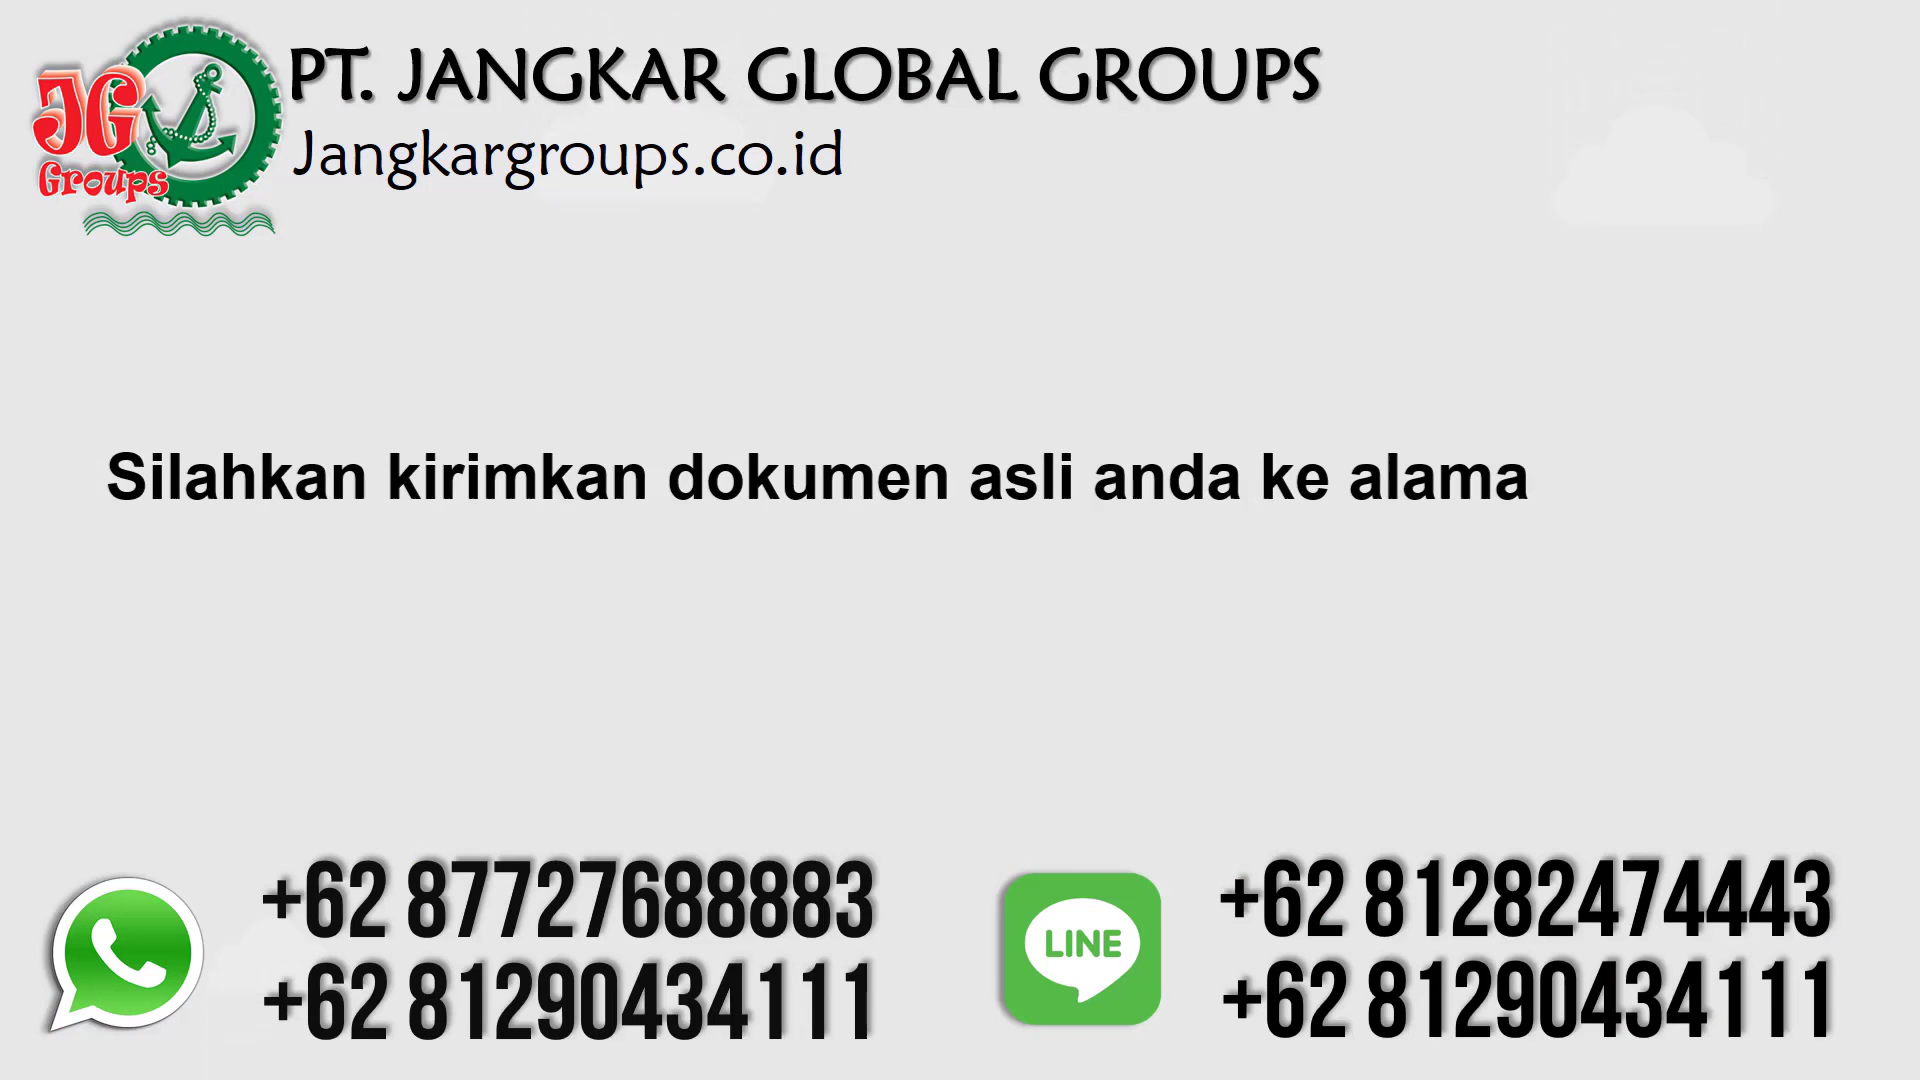 JG
Groups
PT. JANGKAR GLOBAL GROUPS
Jangkargroups.co.id
Silahkan kirimkan dokumen asli anda ke alama
+62 87727688883
+62 81290434111
LINE
+62 81282474443
+62 81290434111